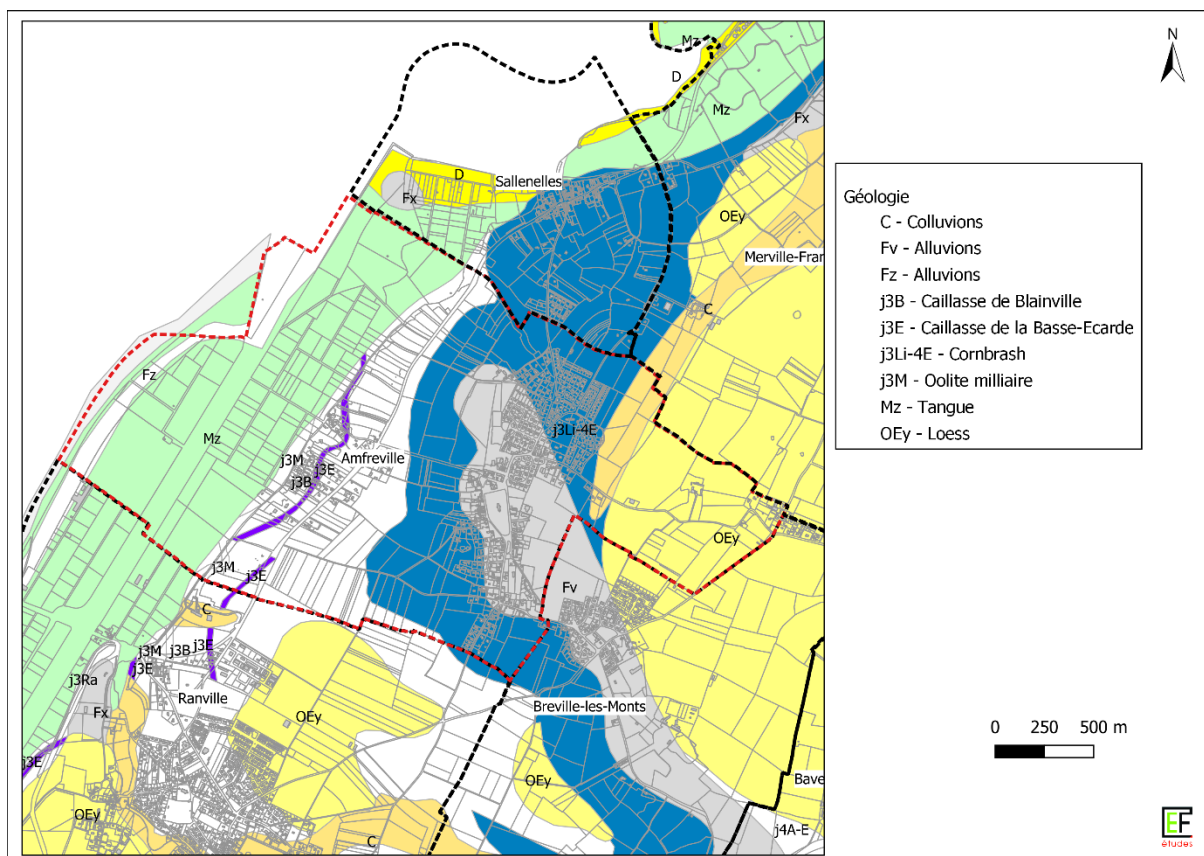 N
Mz
D
Mz
Fx
D
Sallenelles
Fx
OEy
Merville-Fran
C
Fz
j3Li-4E
Mz
Amfreville
j3M
j3E
j3B
OEy
j3M
j3E
Fv
C
j3M
j3B
j3E
j3E
j3Ra
Ranville
Fx
OEy
Breville-les-Monts
j3E
OEy
Bave
OEy
j4A-E
C
Géologie
C - Colluvions
Fv - Alluvions
Fz - Alluvions
j3B - Caillasse de Blainville
j3E - Caillasse de la Basse-Ecarde
j3Li-4E - Cornbrash
j3M - Oolite milliaire
Mz - Tangue
OEy - Loess
0 250 500 m
EF
études